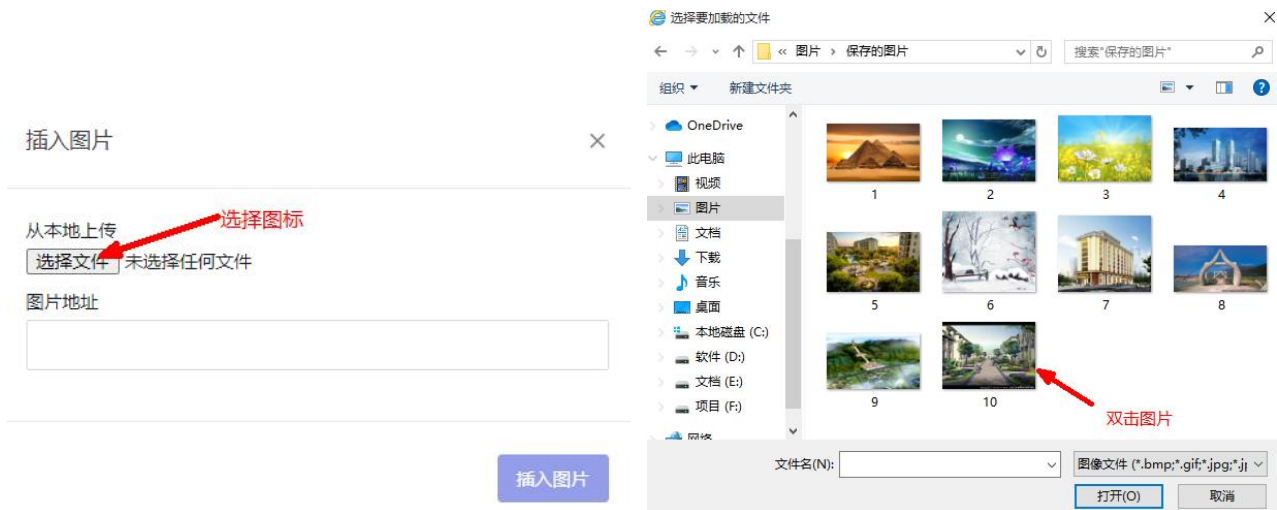 插入图片
从本地上传
选择图标
选择文件 未选择任何文件
图片地址
插入图片
选择要加载的文件
« 图片 › 保存的图片
搜索"保存的图片"
组织
新建文件夹
OneDrive
此电脑
视频
图片
文档
下载
音乐
桌面
本地磁盘 (C:)
软件 (D:)
文档 (E:)
项目 (F:)
网络
1
2
3
4
5
6
7
8
9
10
双击图片
文件名(N):
图像文件 (*.bmp;*.gif;*.jpg;*.j
打开(O)
取消